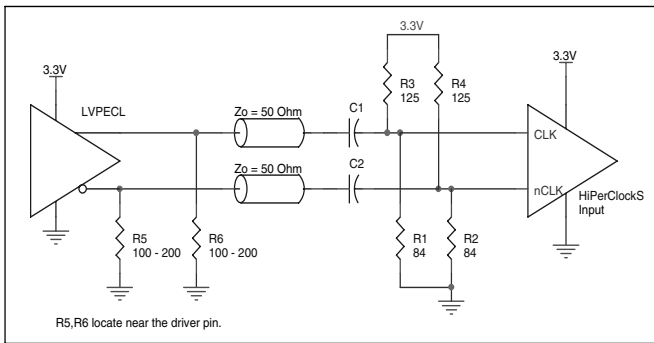 3.3V
3.3V
3.3V
R3
125
R4
125
LVPECL
Zo = 50 Ohm
C1
CLK
Zo = 50 Ohm
C2
nCLK
HiPerClockS
Input
R5
100 - 200
R6
100 - 200
R1
84
R2
84
R5,R6 locate near the driver pin.